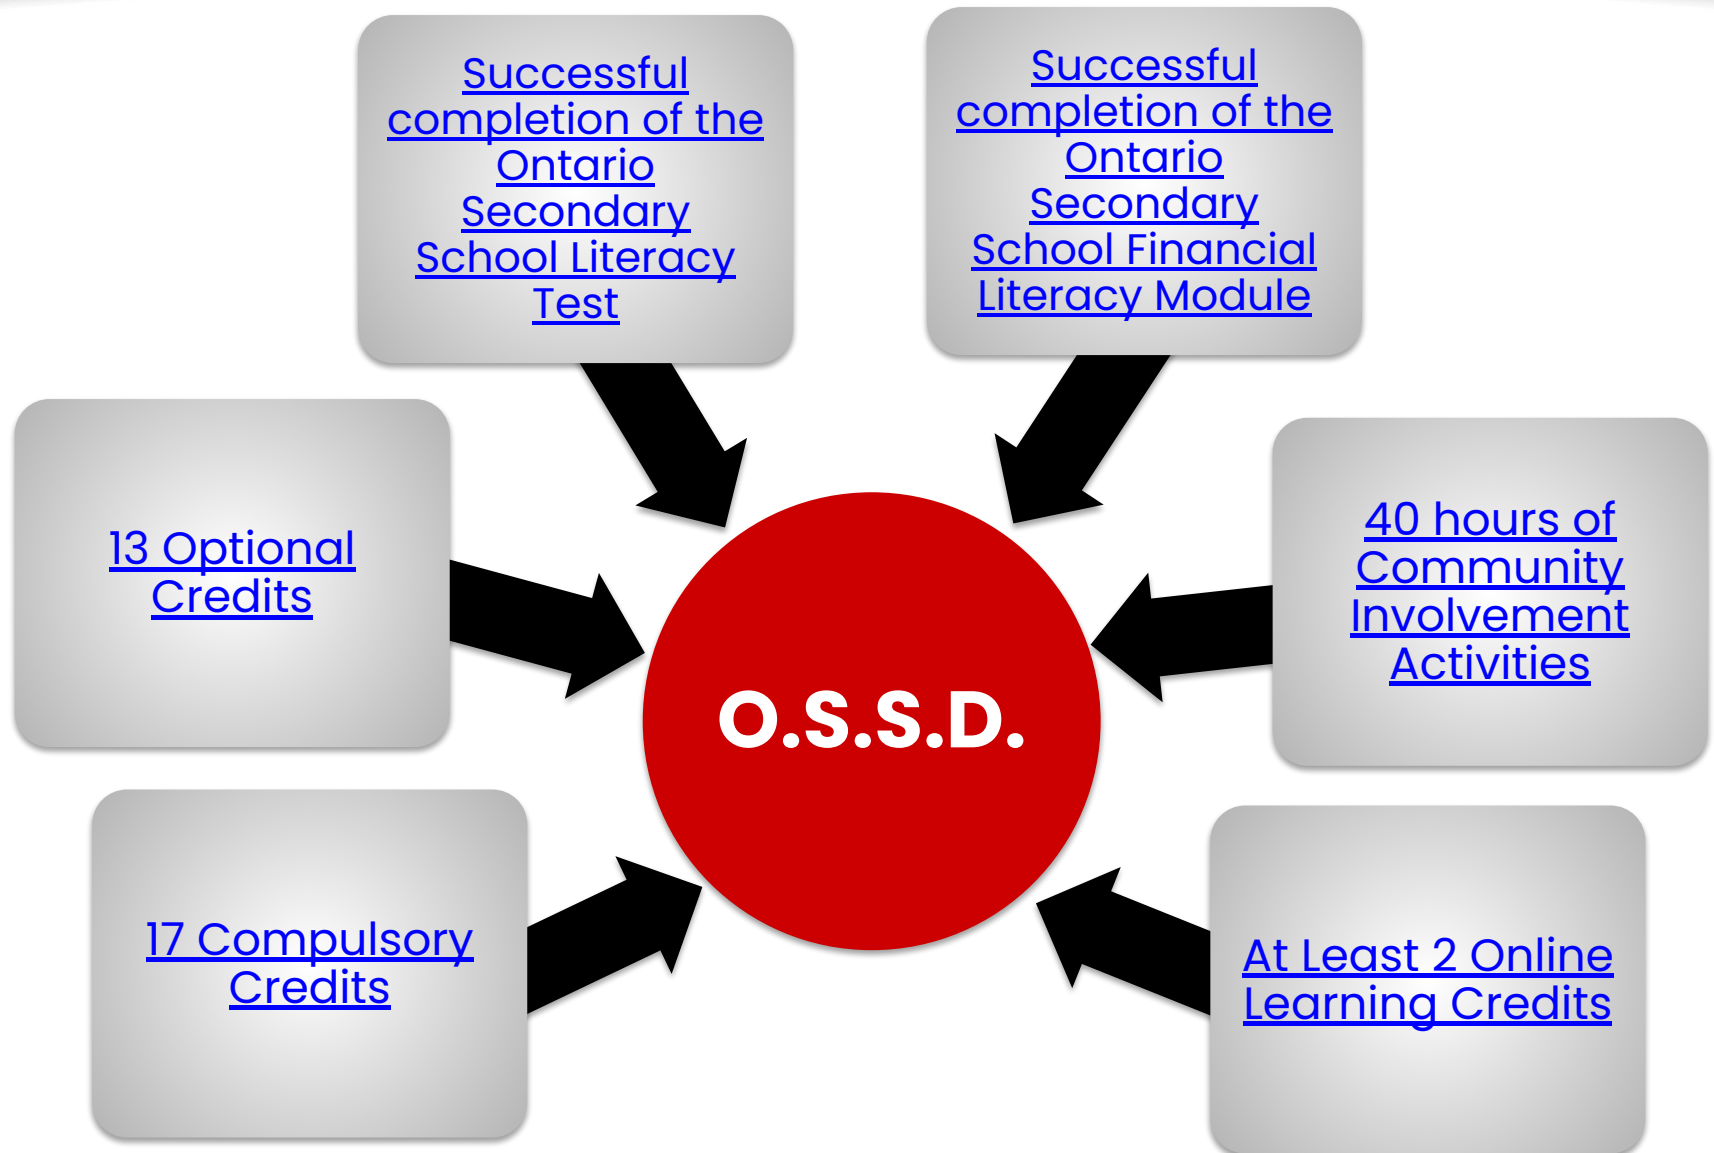 Successful
completion of the
Ontario
Secondary
School Literacy
Test
Successful
completion of the
Ontario
Secondary
School Financial
Literacy Module
13 Optional
Credits
40 hours of
Community
Involvement
Activities
O.S.S.D.
17 Compulsory
Credits
At Least 2 Online
Learning Credits